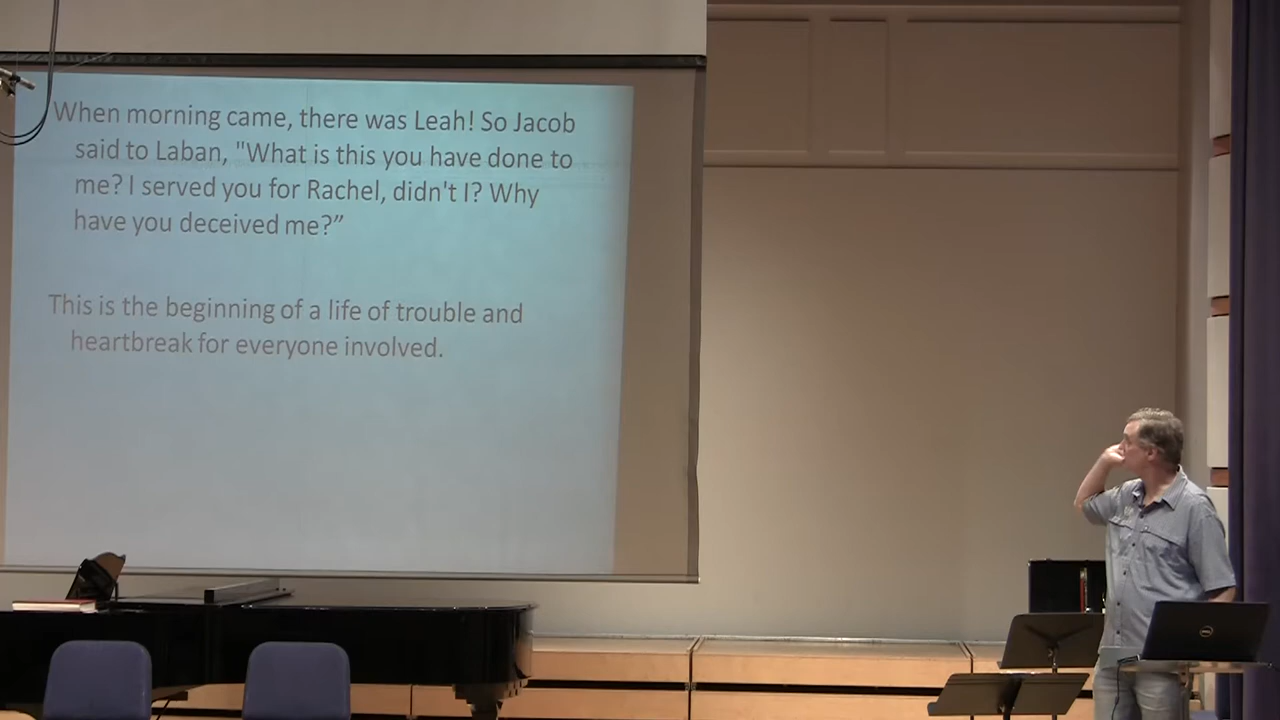 When morning came, there was Leah! So Jacob
said to Laban, "What is this you have done to
me? I served you for Rachel, didn't I? Why
have you deceived me?”
This is the beginning of a life of trouble and
heartbreak for everyone involved.
DELL